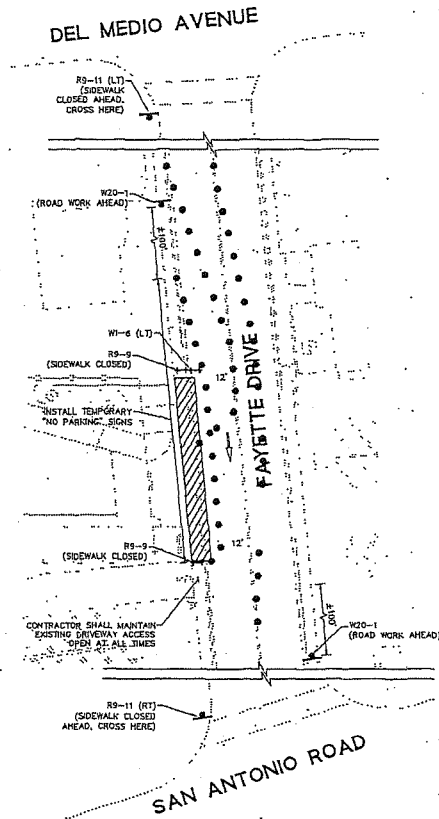 DEL MEDIO AVENUE
R9-11 (LT)
(SIDEWALK
CLOSED AHEAD.
CROSS HERE)
W20-1
(ROAD WORK AHEAD)
±100'
W1-6 (LT)
R9-9
(SIDEWALK CLOSED)
12'
INSTALL TEMPORARY
"NO PARKING" SIGNS
FAYETTE DRIVE
R9-9
(SIDEWALK CLOSED)
12'
CONTRACTOR SHALL MAINTAIN
EXISTING DRIVEWAY ACCESS
OPEN AT ALL TIMES
±100'
W20-1
(ROAD WORK AHEAD)
R9-11 (RT)
(SIDEWALK CLOSED
AHEAD, CROSS HERE)
SAN ANTONIO ROAD